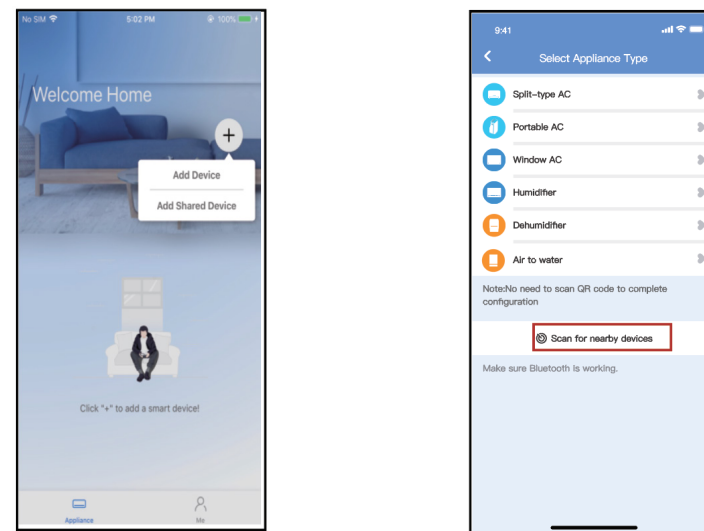 No SIM 5:02 PM 100%
Welcome Home
+
Add Device
Add Shared Device
Click "+" to add a smart device!
Appliance Me
9:41
Select Appliance Type
Split-type AC
Portable AC
Window AC
Humidifier
Dehumidifier
Air to water
Note:No need to scan QR code to complete
configuration
Scan for nearby devices
Make sure Bluetooth Is working.